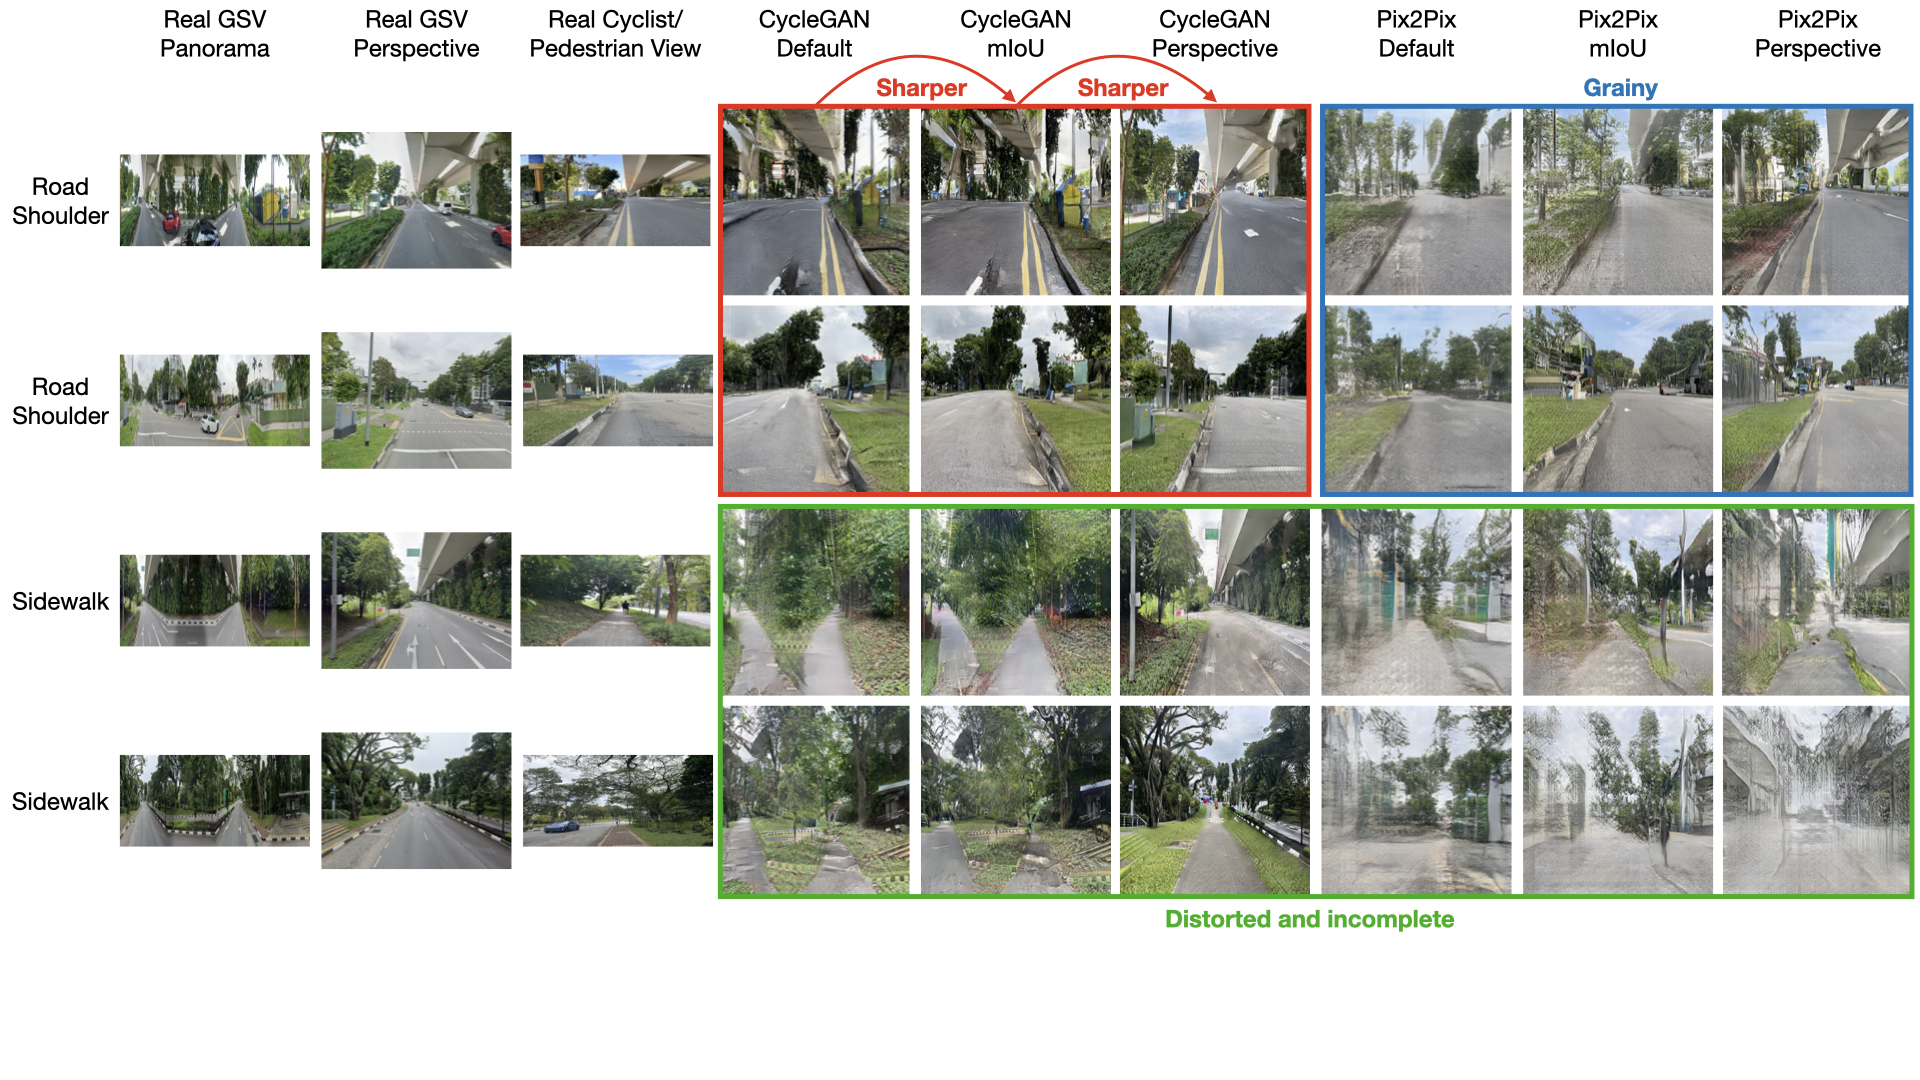 Real GSV
Panorama
Real GSV
Perspective
Real Cyclist/
Pedestrian View
CycleGAN
Default
CycleGAN
mIoU
CycleGAN
Perspective
Pix2Pix
Default
Pix2Pix
mIoU
Pix2Pix
Perspective
Sharper
Sharper
Grainy
Road
Shoulder
Road
Shoulder
Sidewalk
Sidewalk
Distorted and incomplete